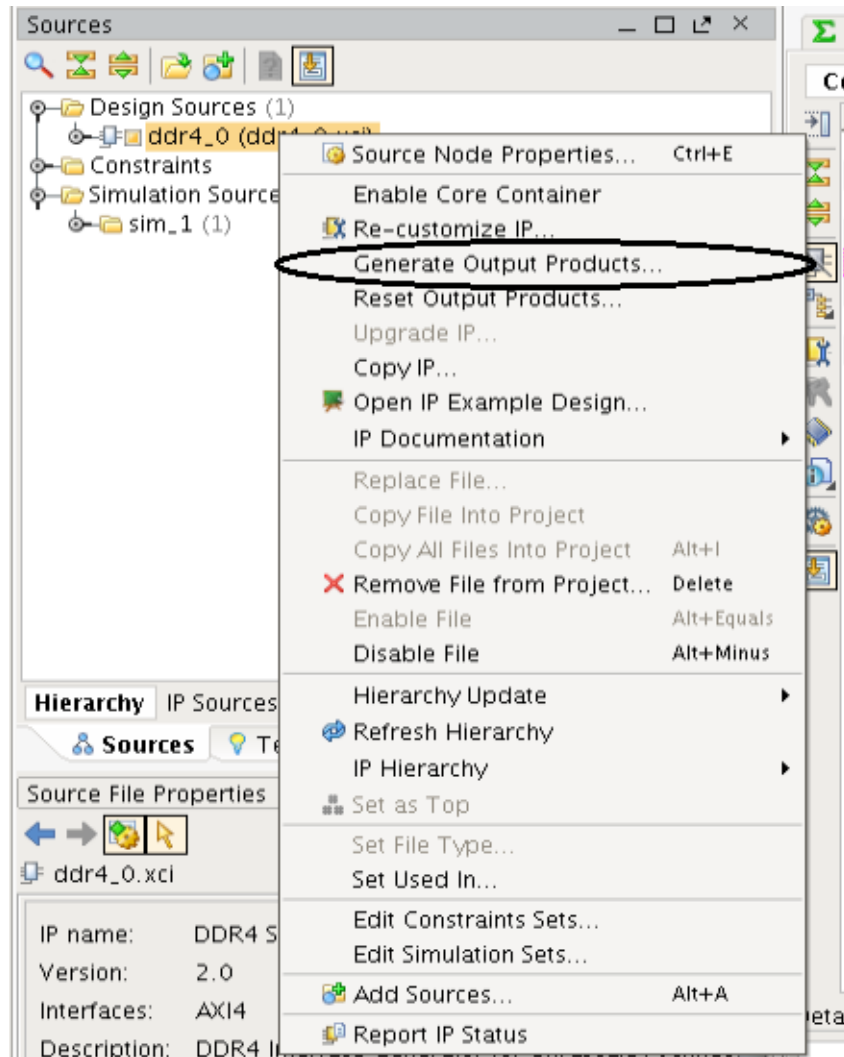 Sources
Design Sources (1)
ddr4_0 (ddr4_0.xci)
Constraints
Simulation Source
sim_1 (1)
Source Node Properties... Ctrl+E
Enable Core Container
Re-customize IP...
Generate Output Products...
Reset Output Products...
Upgrade IP...
Copy IP...
Open IP Example Design...
IP Documentation
Replace File...
Copy File Into Project
Copy All Files Into Project Alt+I
Remove File from Project... Delete
Enable File Alt+Equals
Disable File Alt+Minus
Hierarchy Update
Refresh Hierarchy
IP Hierarchy
Set as Top
Set File Type...
Set Used In...
Edit Constraints Sets...
Edit Simulation Sets...
Add Sources... Alt+A
Report IP Status
Hierarchy IP Sources
Sources Te
Source File Properties
ddr4_0.xci
IP name: DDR4 S
Version: 2.0
Interfaces: AXI4
Description: DDR4